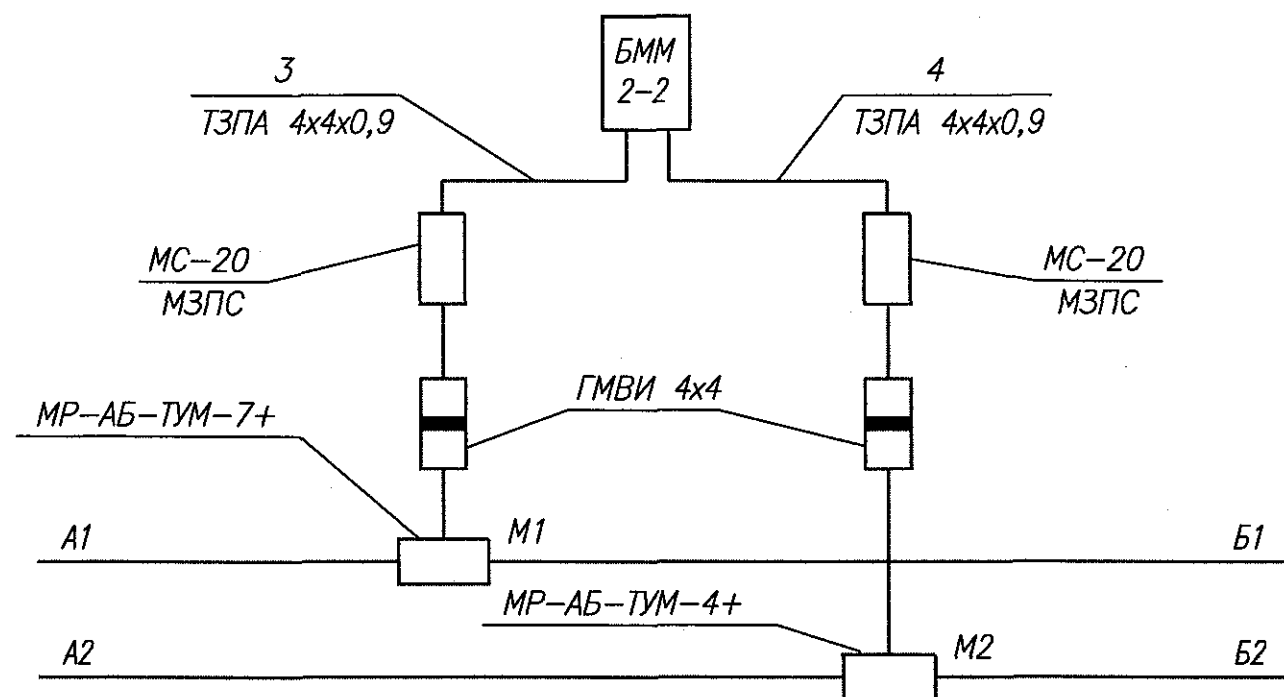 БММ
2-2
3
ТЗПА 4х4х0,9
4
ТЗПА 4х4х0,9
МС-20
МЗПС
МС-20
МЗПС
ГМВИ 4х4
МР-АБ-ТУМ-7+
А1
М1
Б1
МР-АБ-ТУМ-4+
А2
М2
Б2